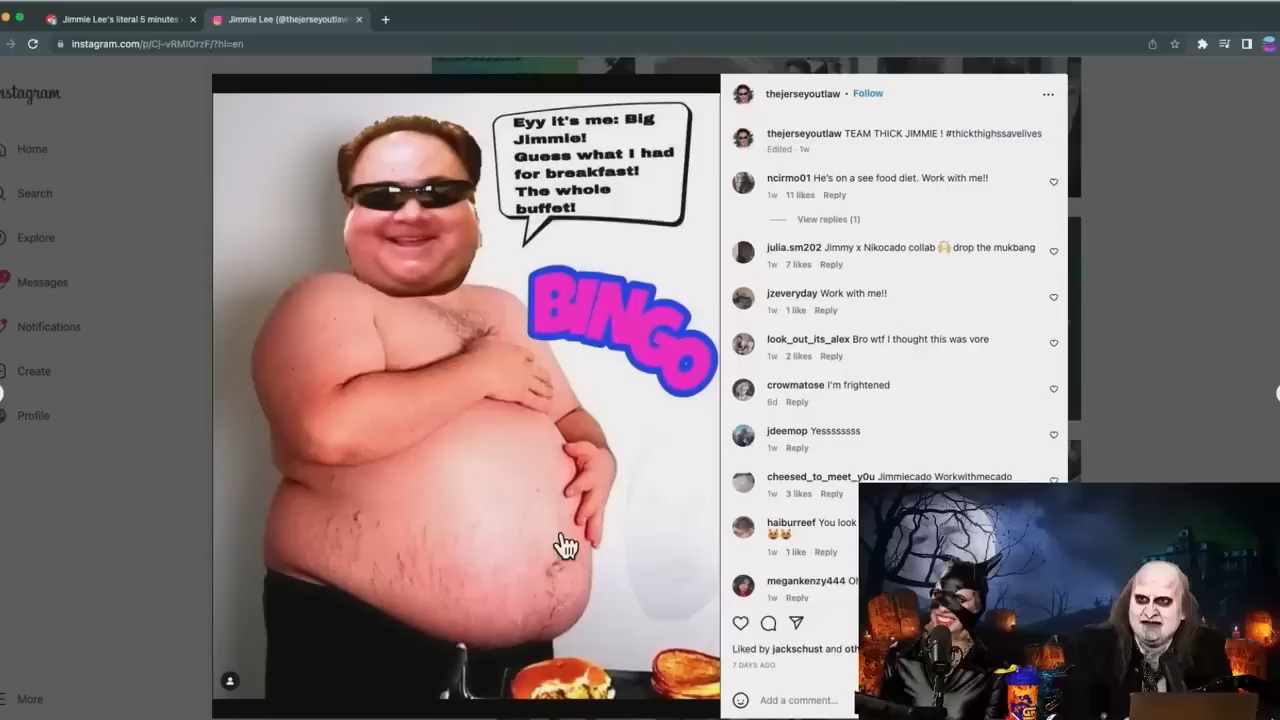 Jimmie Lee's literal 5 minutes
Jimmie Lee (@thejerseyoutlaw
instagram.com/p/Cj-vRMlOrzF/?hl=en
nstagram
Home
Search
Explore
Messages
Notifications
Create
Profile
More
Eyy it's me: Big
Jimmie!
Guess what I had
for breakfast!
The whole
buffet!
BINGO
thejerseyoutlaw • Follow
thejerseyoutlaw TEAM THICK JIMMIE ! #thickthighssavelives
Edited · 1w
ncirmo01 He's on a see food diet. Work with me!!
1w 11 likes Reply
View replies (1)
julia.sm202 Jimmy x Nikocado collab 🙌 drop the mukbang
1w 7 likes Reply
jzeveryday Work with me!!
1w 1 like Reply
look_out_its_alex Bro wtf I thought this was vore
1w 2 likes Reply
crowmatose I'm frightened
6d Reply
jdeemop Yessssssss
1w Reply
cheesed_to_meet_y0u Jimmiecado Workwithmecado
1w 3 likes Reply
haiburreef You look
😻😻
1w 1 like Reply
megankenzy444
1w Reply
Liked by jackschust and
7 DAYS AGO
Add a comment...